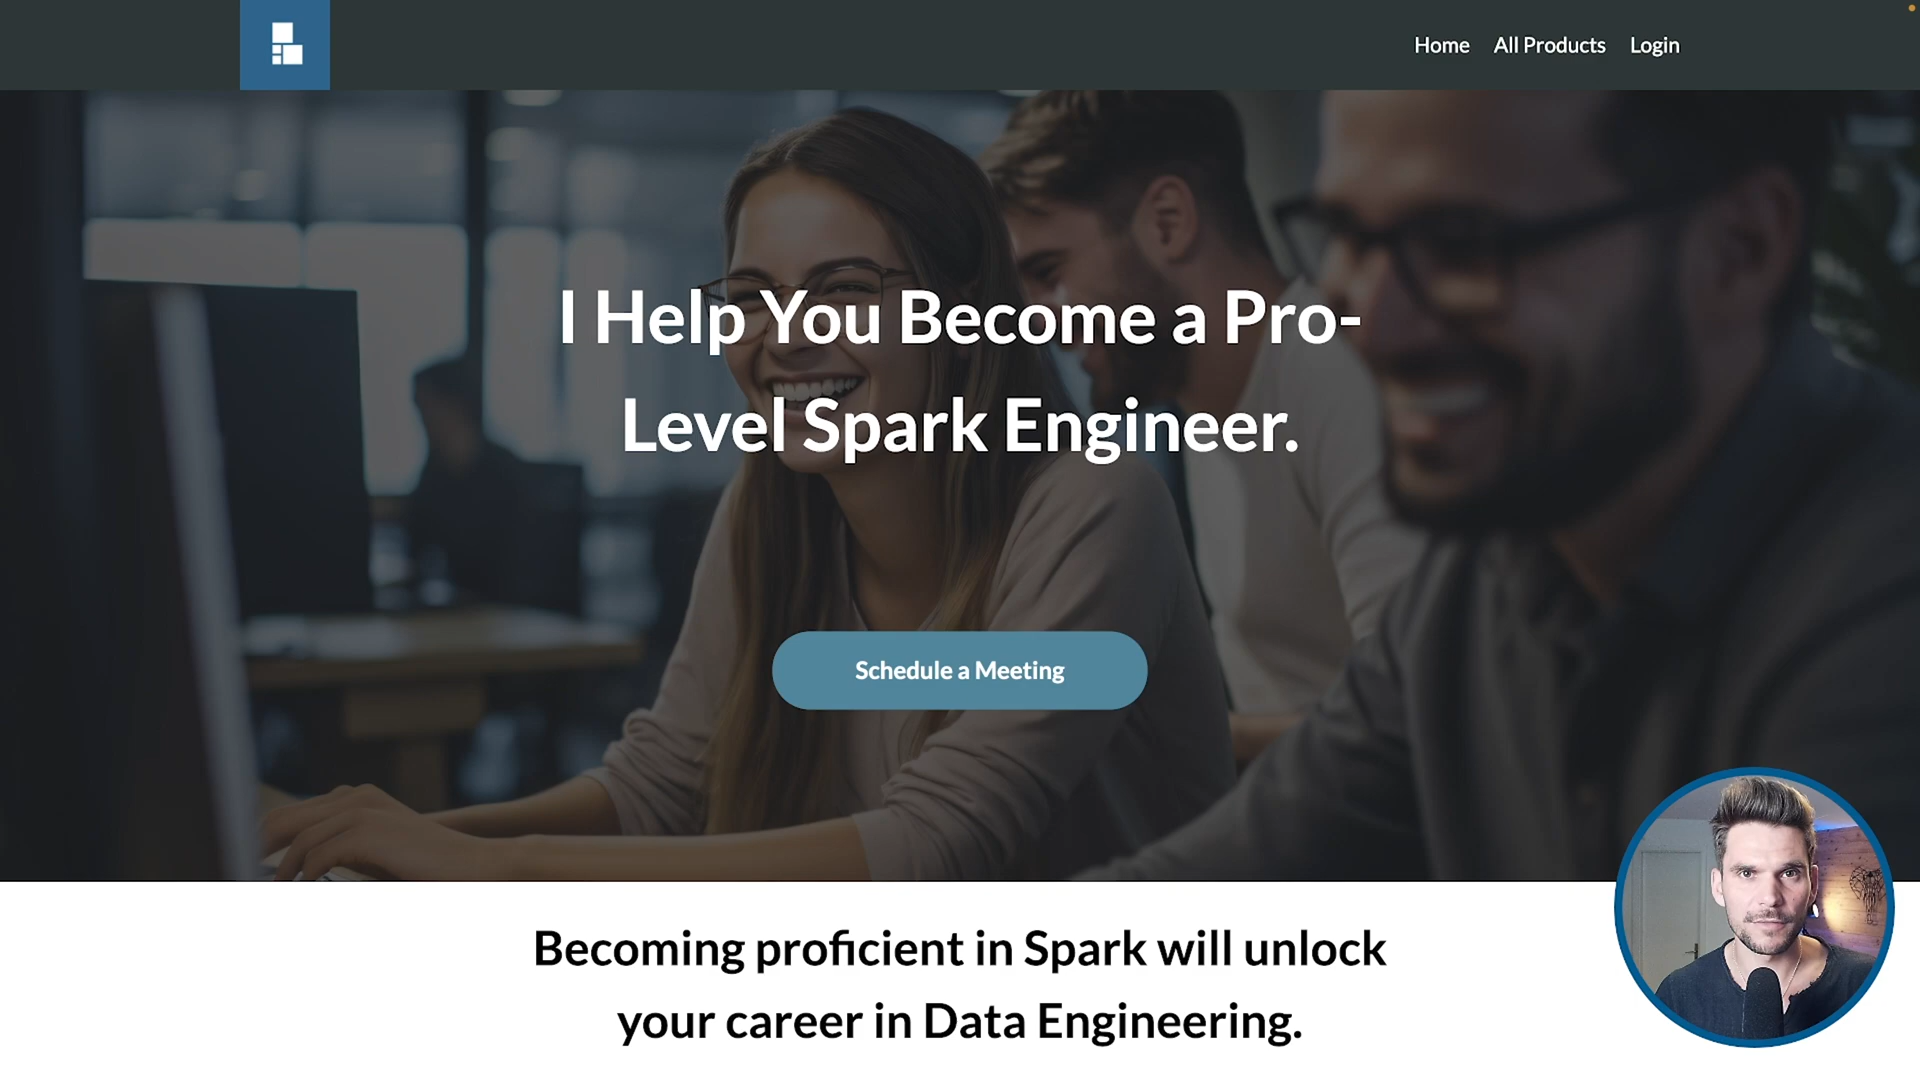 Home All Products Login
I Help You Become a Pro-
Level Spark Engineer.
Schedule a Meeting
Becoming proficient in Spark will unlock
your career in Data Engineering.